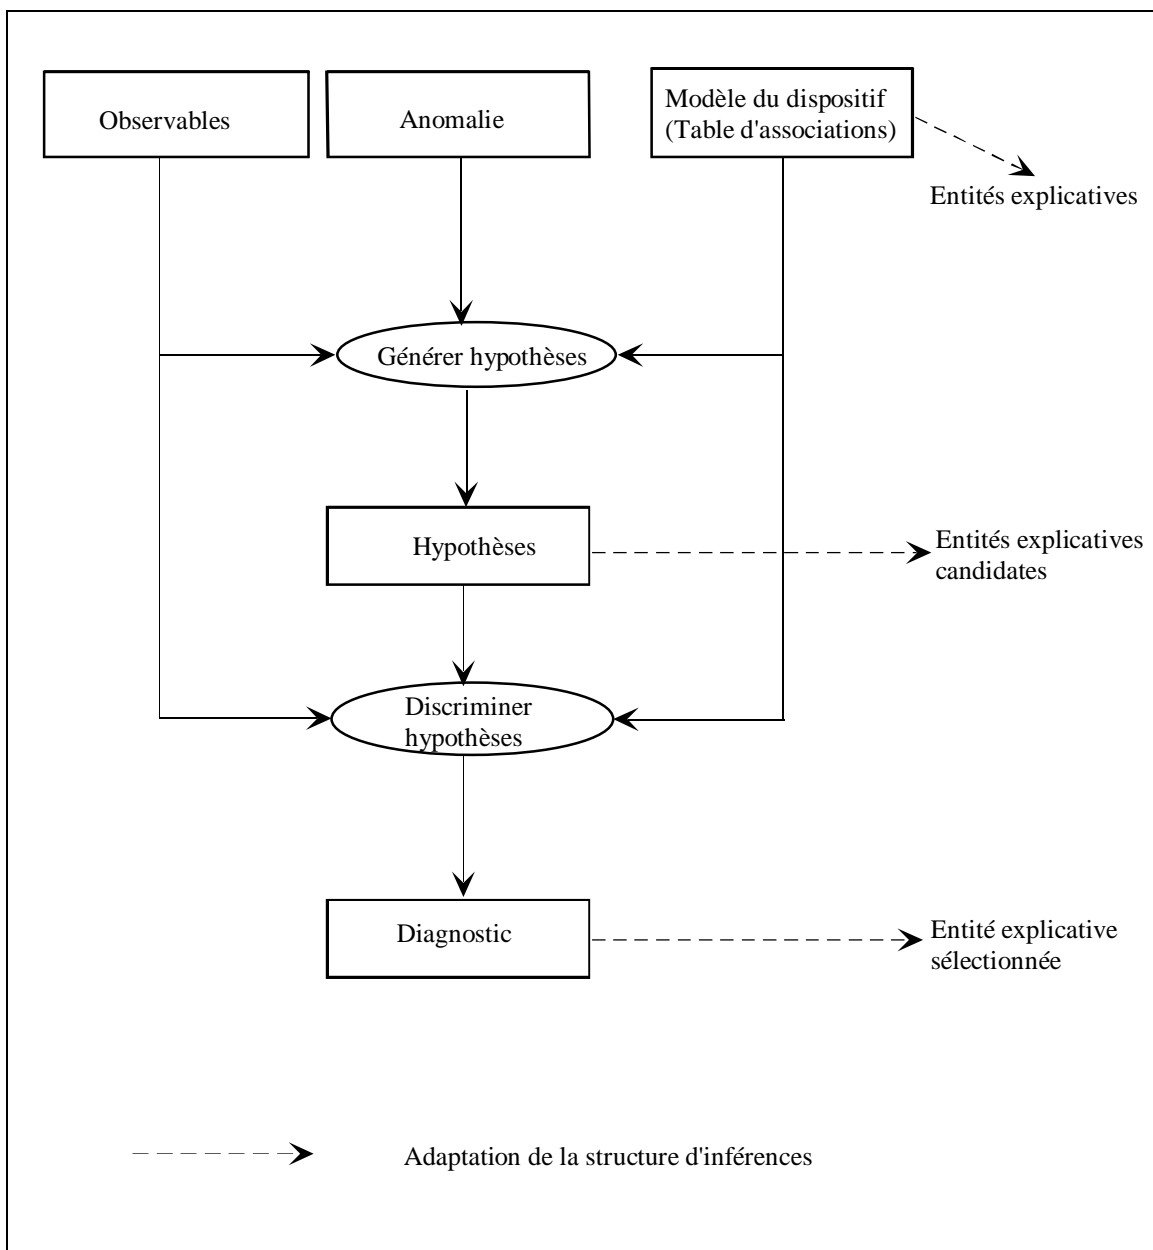 Observables
Anomalie
Modèle du dispositif
(Table d'associations)
Entités explicatives
Générer hypothèses
Hypothèses
Entités explicatives
candidates
Discriminer
hypothèses
Diagnostic
Entité explicative
sélectionnée
Adaptation de la structure d'inférences